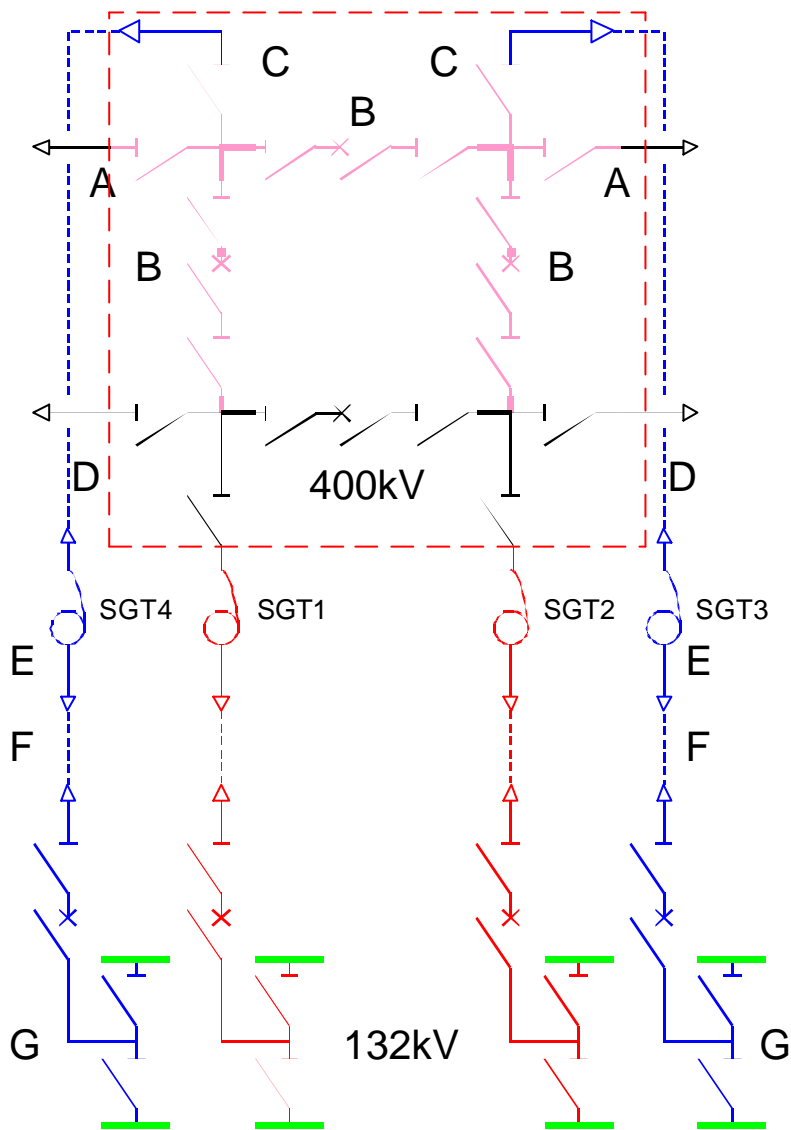 C C
B
A A
B B
D 400kV D
SGT4 SGT1 SGT2 SGT3
E E
F F
G 132kV G